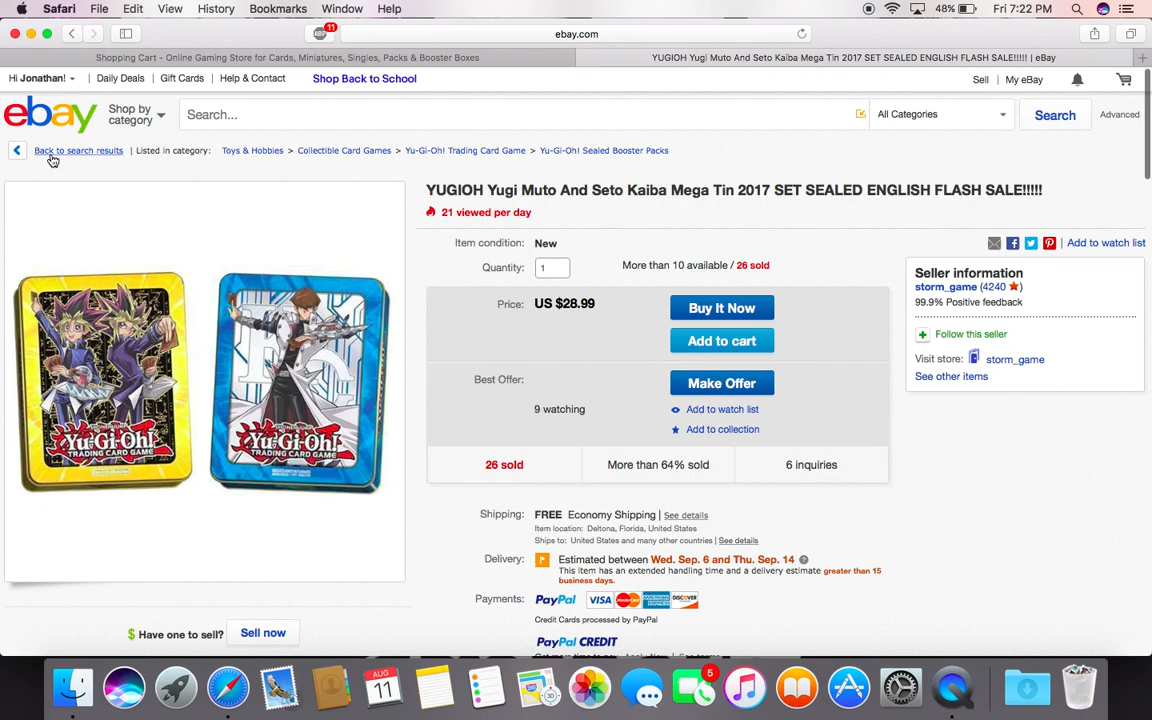 Safari File Edit View History Bookmarks Window Help 48% Fri 7:22 PM
ABP 11 ebay.com
Shopping Cart - Online Gaming Store for Cards, Miniatures, Singles, Packs & Booster Boxes YUGIOH Yugi Muto And Seto Kaiba Mega Tin 2017 SET SEALED ENGLISH FLASH SALE!!!!! | eBay
Hi Jonathan! Daily Deals Gift Cards Help & Contact Shop Back to School Sell My eBay
ebay Shop by category Search... All Categories Search Advanced
Back to search results | Listed in category: Toys & Hobbies > Collectible Card Games > Yu-Gi-Oh! Trading Card Game > Yu-Gi-Oh! Sealed Booster Packs
YUGIOH Yugi Muto And Seto Kaiba Mega Tin 2017 SET SEALED ENGLISH FLASH SALE!!!!!
21 viewed per day
Item condition: New
Add to watch list
Quantity: 1 More than 10 available / 26 sold
Seller information
storm_game (4240)
99.9% Positive feedback
Follow this seller
Visit store: storm_game
See other items
Price: US $28.99 Buy It Now
Add to cart
Best Offer: Make Offer
9 watching Add to watch list
Add to collection
26 sold More than 64% sold 6 inquiries
Yu-Gi-Oh! TRADING CARD GAME
Yu-Gi-Oh! TRADING CARD GAME
Shipping: FREE Economy Shipping | See details
Item location: Deltona, Florida, United States
Ships to: United States and many other countries | See details
Delivery: Estimated between Wed. Sep. 6 and Thu. Sep. 14
This item has an extended handling time and a delivery estimate greater than 15 business days.
Payments: PayPal VISA MasterCard AMERICAN EXPRESS DISCOVER
Credit Cards processed by PayPal
PayPal CREDIT
$ Have one to sell? Sell now
AUG 11
3D
5